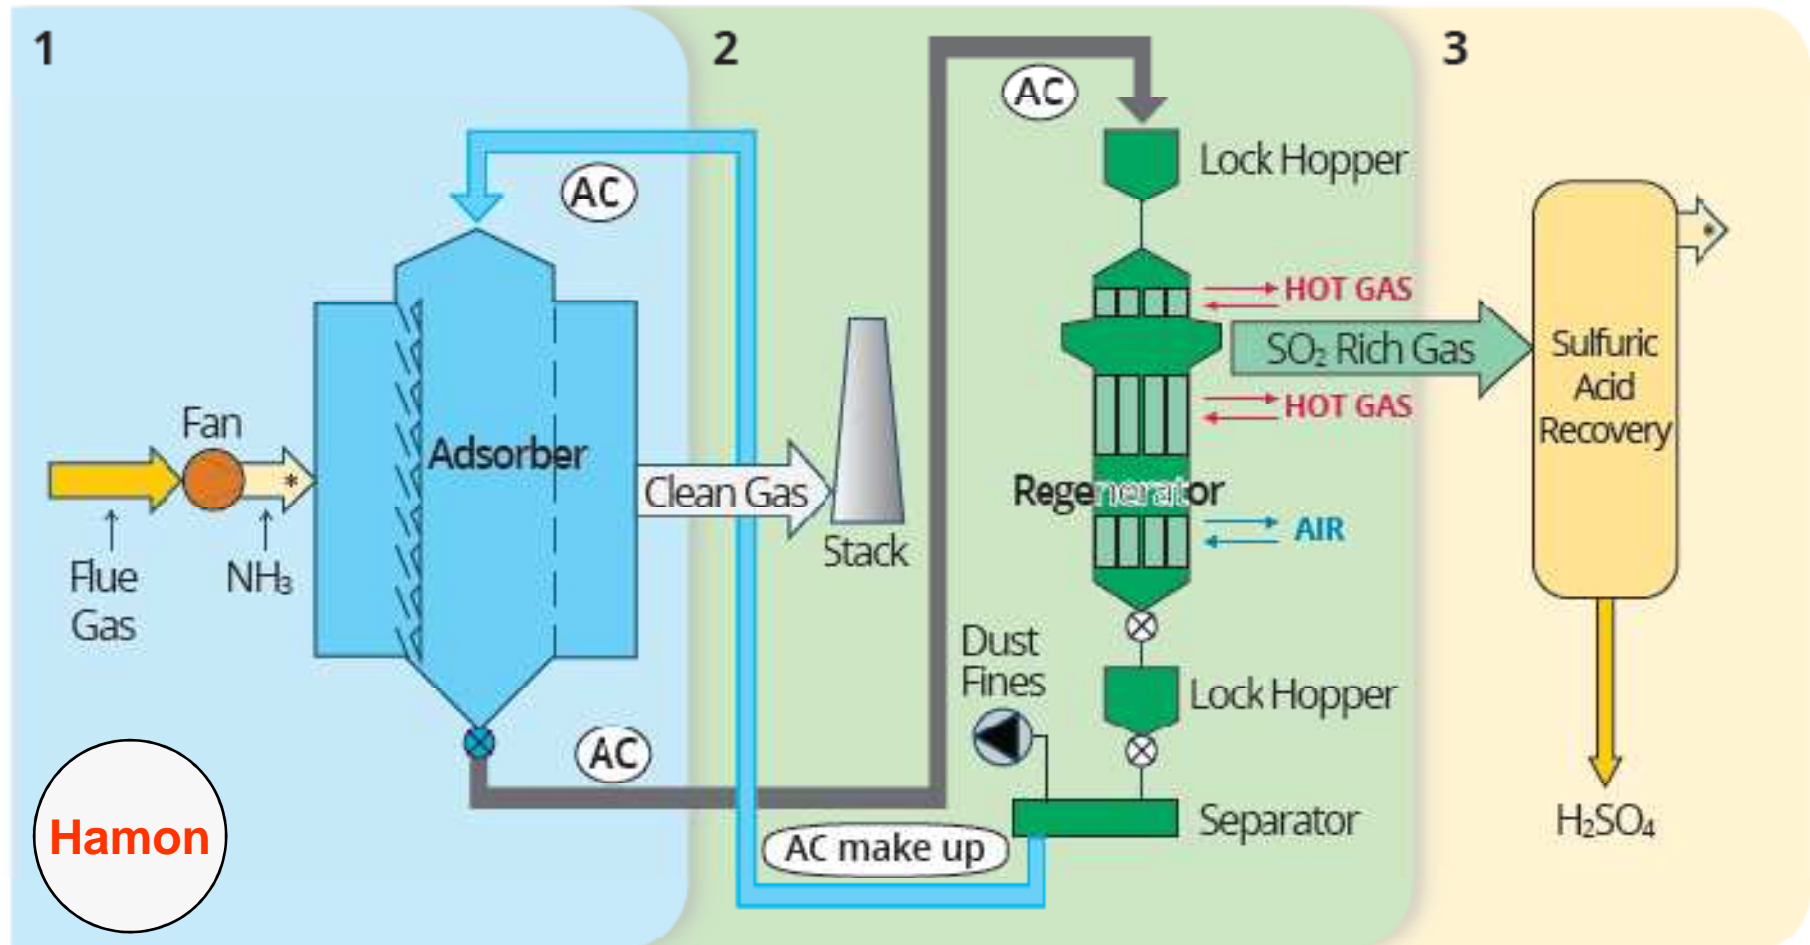 1
2
3
AC
AC
Lock Hopper
HOT GAS
SO₂ Rich Gas
HOT GAS
Sulfuric
Acid
Recovery
*
Fan
Adsorber
*
Clean Gas
Regenerator
AIR
Stack
Flue
Gas
NH₃
Dust
Fines
Lock Hopper
AC
Hamon
AC make up
Separator
H₂SO₄